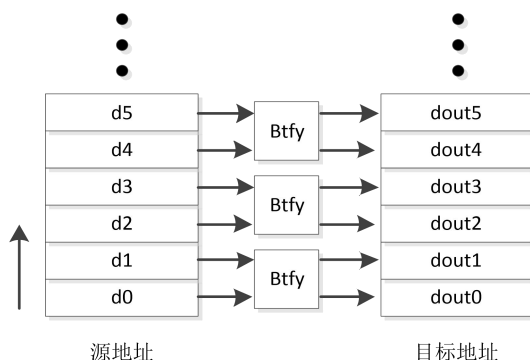 d5 Btfy dout5
d4 dout4
d3 Btfy dout3
d2 dout2
d1 Btfy dout1
d0 dout0
源地址 目标地址